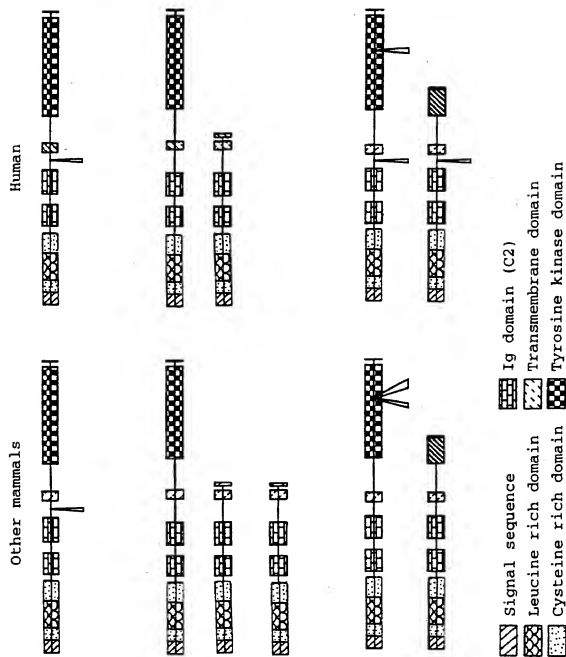 Other mammals
Human
Signal sequence
Leucine rich domain
Cysteine rich domain
Ig domain (C2)
Transmembrane domain
Tyrosine kinase domain